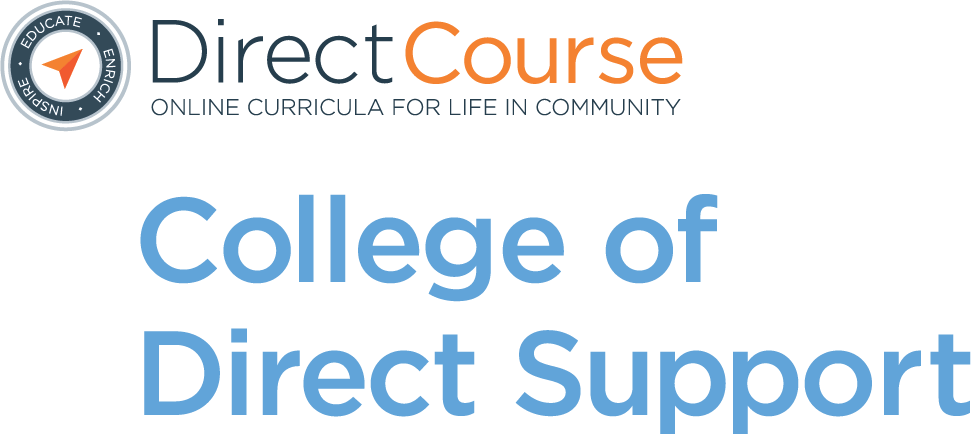 EDUCATE • ENRICH • INSPIRE •
DirectCourse
ONLINE CURRICULA FOR LIFE IN COMMUNITY
College of
Direct Support